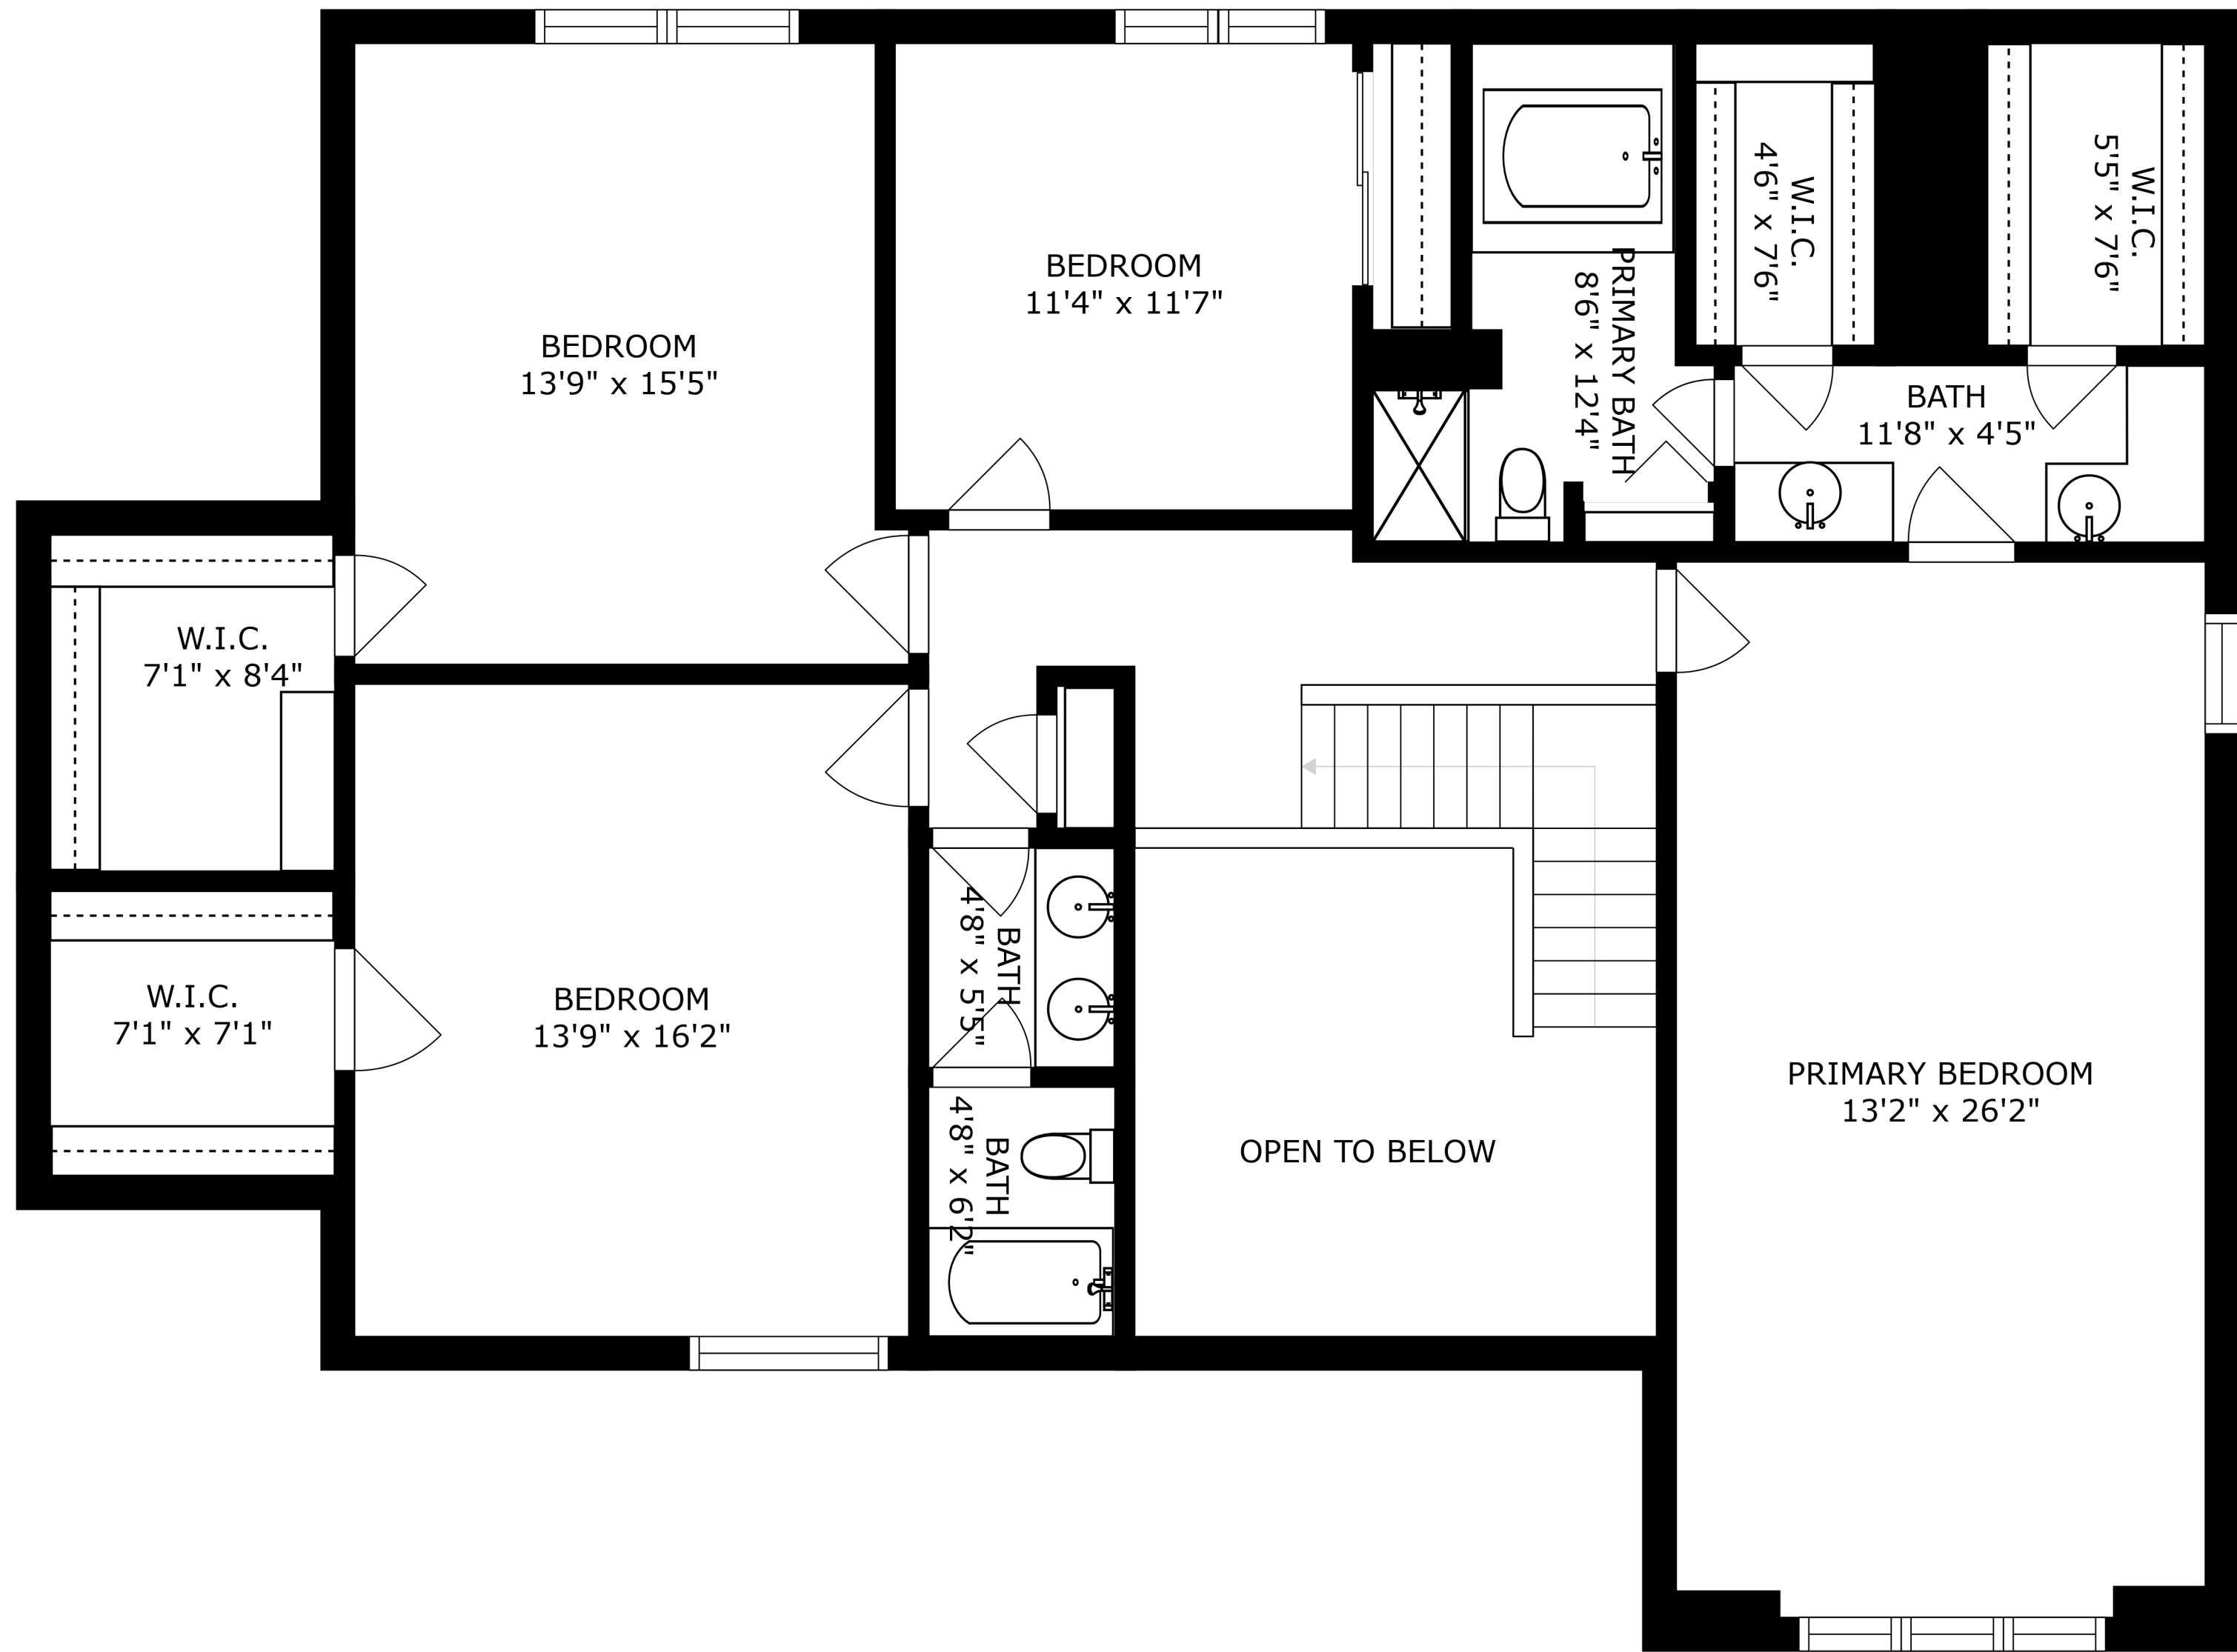 BEDROOM
13'9" x 15'5"
BEDROOM
11'4" x 11'7"
PRIMARY BATH
8'6" x 12'4"
W.I.C.
4'6" x 7'6"
W.I.C.
5'5" x 7'6"
BATH
11'8" x 4'5"
W.I.C.
7'1" x 8'4"
W.I.C.
7'1" x 7'1"
BEDROOM
13'9" x 16'2"
BATH
4'8" x 5'5"
BATH
4'8" x 6'2"
OPEN TO BELOW
PRIMARY BEDROOM
13'2" x 26'2"